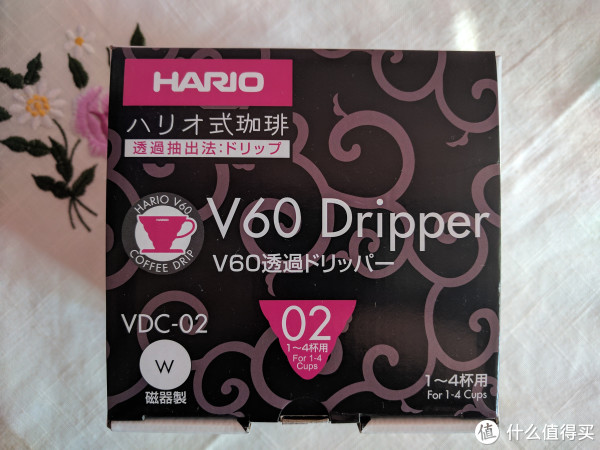 HARIO
ハリオ式珈琲
透過抽出法:ドリップ
HARIO V60
COFFEE DRIP
V60 Dripper
V60透過ドリッパー
VDC-02
W
磁器製
02
1~4杯用
For 1-4
Cups
1~4杯用
For 1-4 Cups
值 什么值得买